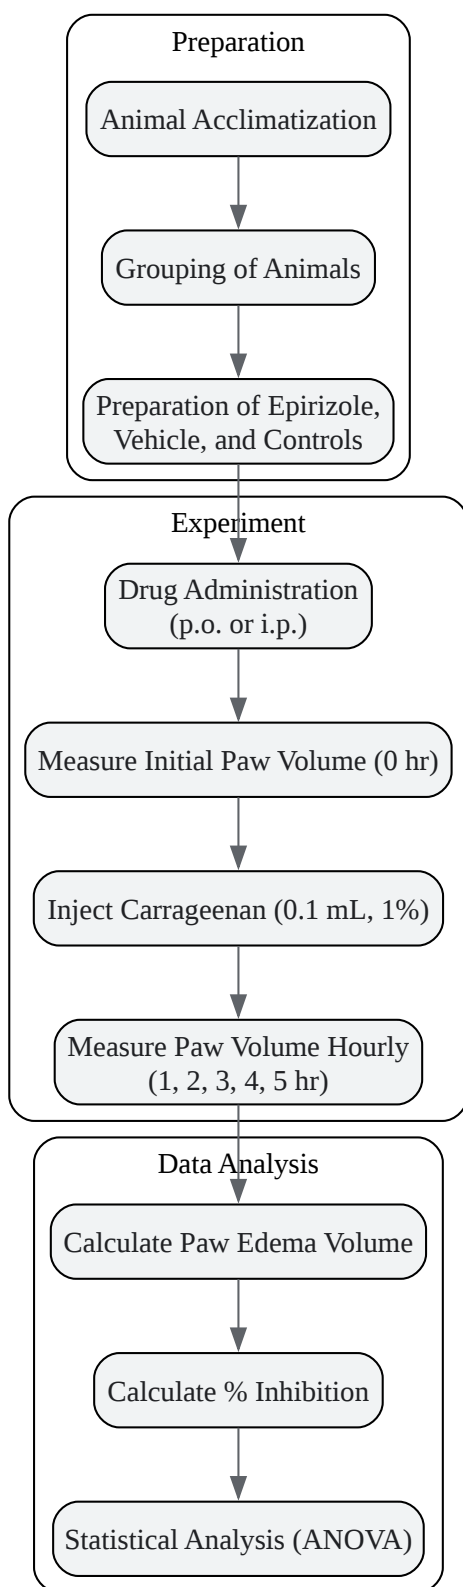 Preparation
Animal Acclimatization
Grouping of Animals
Preparation of Epirizole,
Vehicle, and Controls
Experiment
Drug Administration
(p.o. or i.p.)
Measure Initial Paw Volume (0 hr)
Inject Carrageenan (0.1 mL, 1%)
Measure Paw Volume Hourly
(1, 2, 3, 4, 5 hr)
Data Analysis
Calculate Paw Edema Volume
Calculate % Inhibition
Statistical Analysis (ANOVA)